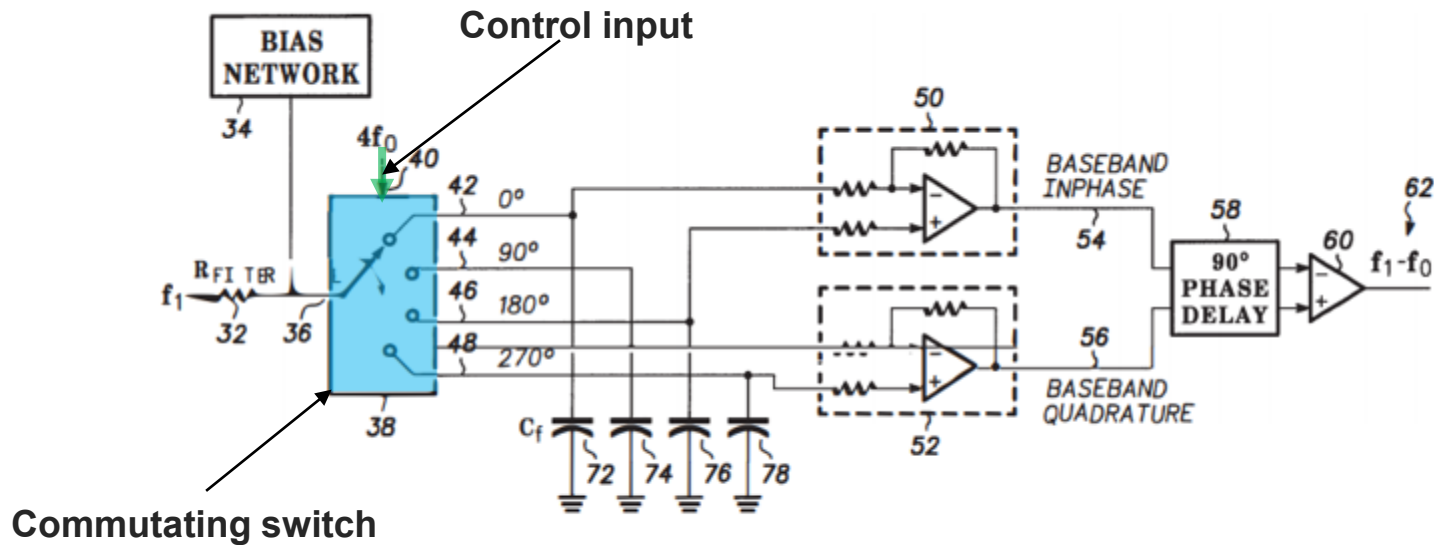 Control input
BIAS
NETWORK
34
4f0
40
42
0°
44
90°
46
180°
48
270°
RFI TER
f1
32
36
38
Cf
72
74
76
78
50
52
BASEBAND
INPHASE
54
56
BASEBAND
QUADRATURE
58
90°
PHASE
DELAY
60
62
f1-f0
-
+
-
+
-
+
Commutating switch